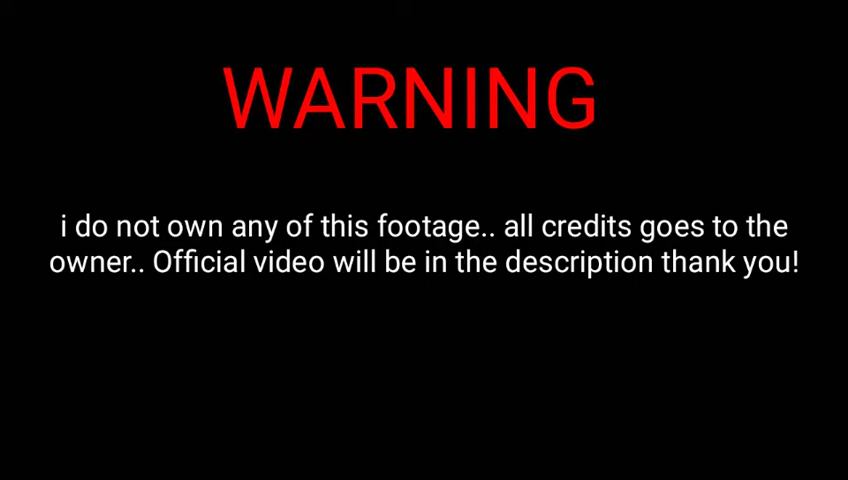 WARNING
i do not own any of this footage.. all credits goes to the
owner.. Official video will be in the description thank you!